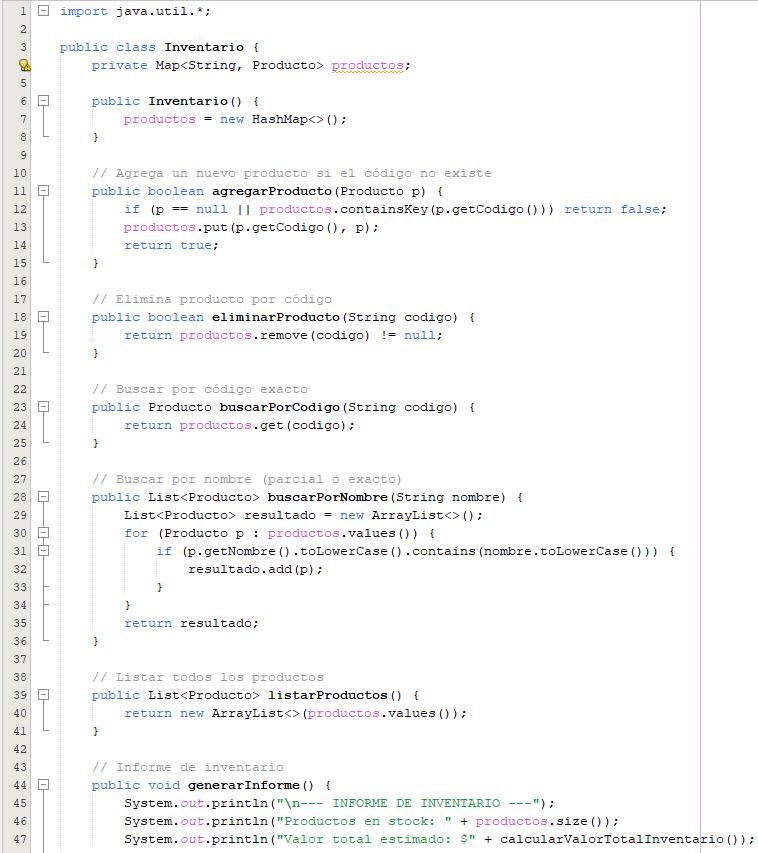 1 import java.util.*;
2
3 public class Inventario {
private Map<String, Producto> productos;
5
6 public Inventario() {
7 productos = new HashMap<>();
8 }
9
10 // Agrega un nuevo producto si el código no existe
11 public boolean agregarProducto(Producto p) {
12 if (p == null || productos.containsKey(p.getCodigo())) return false;
13 productos.put(p.getCodigo(), p);
14 return true;
15 }
16
17 // Elimina producto por código
18 public boolean eliminarProducto(String codigo) {
19 return productos.remove(codigo) != null;
20 }
21
22 // Buscar por código exacto
23 public Producto buscarPorCodigo(String codigo) {
24 return productos.get(codigo);
25 }
26
27 // Buscar por nombre (parcial o exacto)
28 public List<Producto> buscarPorNombre(String nombre) {
29 List<Producto> resultado = new ArrayList<>();
30 for (Producto p : productos.values()) {
31 if (p.getNombre().toLowerCase().contains(nombre.toLowerCase())) {
32 resultado.add(p);
33 }
34 }
35 return resultado;
36 }
37
38 // Listar todos los productos
39 public List<Producto> listarProductos() {
40 return new ArrayList<>(productos.values());
41 }
42
43 // Informe de inventario
44 public void generarInforme() {
45 System.out.println("\n--- INFORME DE INVENTARIO ---");
46 System.out.println("Productos en stock: " + productos.size());
47 System.out.println("Valor total estimado: $" + calcularValorTotalInventario());